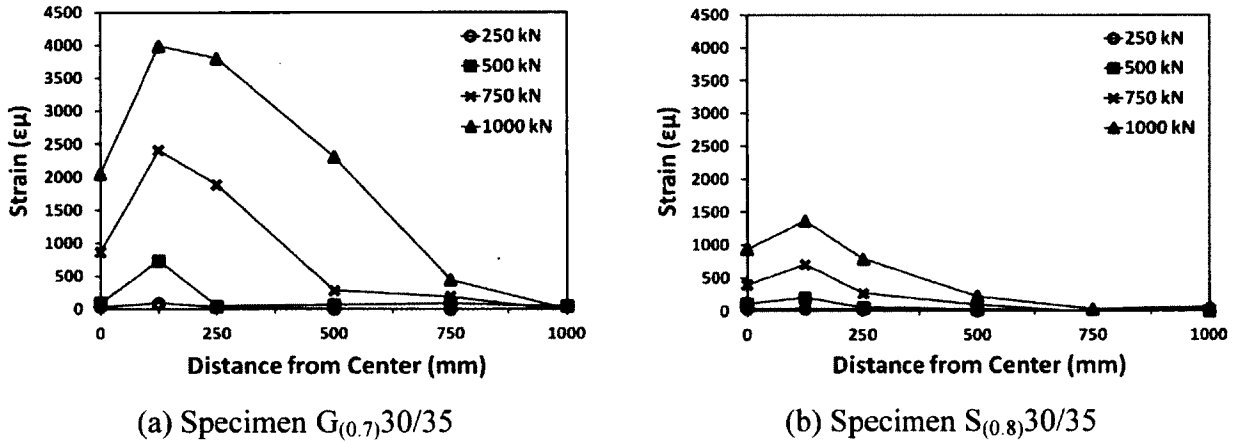 4500
4000
3500
3000
2500
2000
1500
1000
500
0
Strain (εμ)
250 kN
500 kN
750 kN
1000 kN
0 250 500 750 1000
Distance from Center (mm)
(a) Specimen G(0.7)30/35
4500
4000
3500
3000
2500
2000
1500
1000
500
0
Strain (εμ)
250 kN
500 kN
750 kN
1000 kN
0 250 500 750 1000
Distance from Center (mm)
(b) Specimen S(0.8)30/35